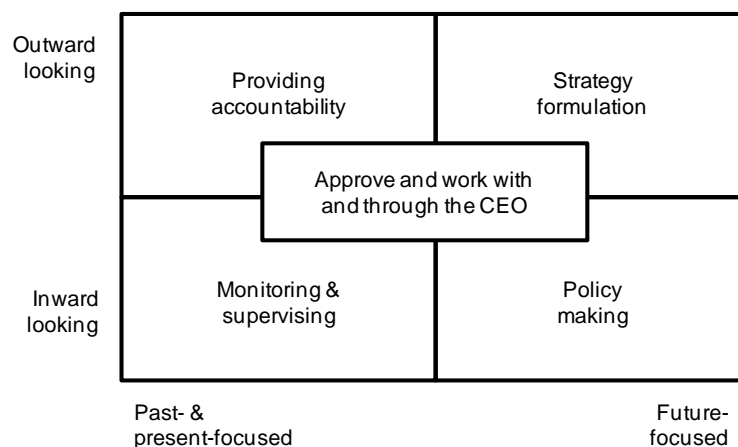 Outward
looking
Providing
accountability
Strategy
formulation
Approve and work with
and through the CEO
Inward
looking
Monitoring &
supervising
Policy
making
Past- &
present-focused
Future-
focused